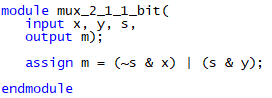 module mux_2_1_1_bit(
input x, y, s,
output m);
assign m = (~s & x) | (s & y);
endmodule